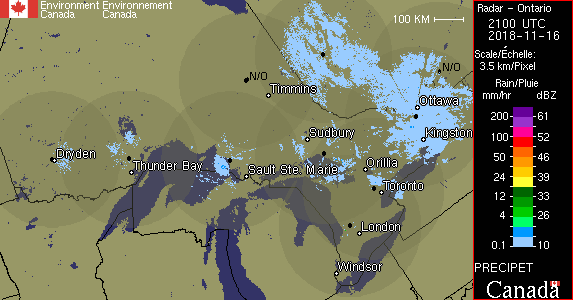 Environment Environnement
Canada Canada
100 KM
N/O
N/O
Timmins
Ottawa
Kingston
Sudbury
Dryden
Thunder Bay
Sault Ste. Marie
Orillia
Toronto
London
Windsor
Radar - Ontario
2100 UTC
2018-11-16
Scale/Échelle:
3.5 km/Pixel
Rain/Pluie
mm/hr dBZ
200 61
100 52
50 46
24 39
12 33
4 26
0.1 10
PRECIPET
Canada